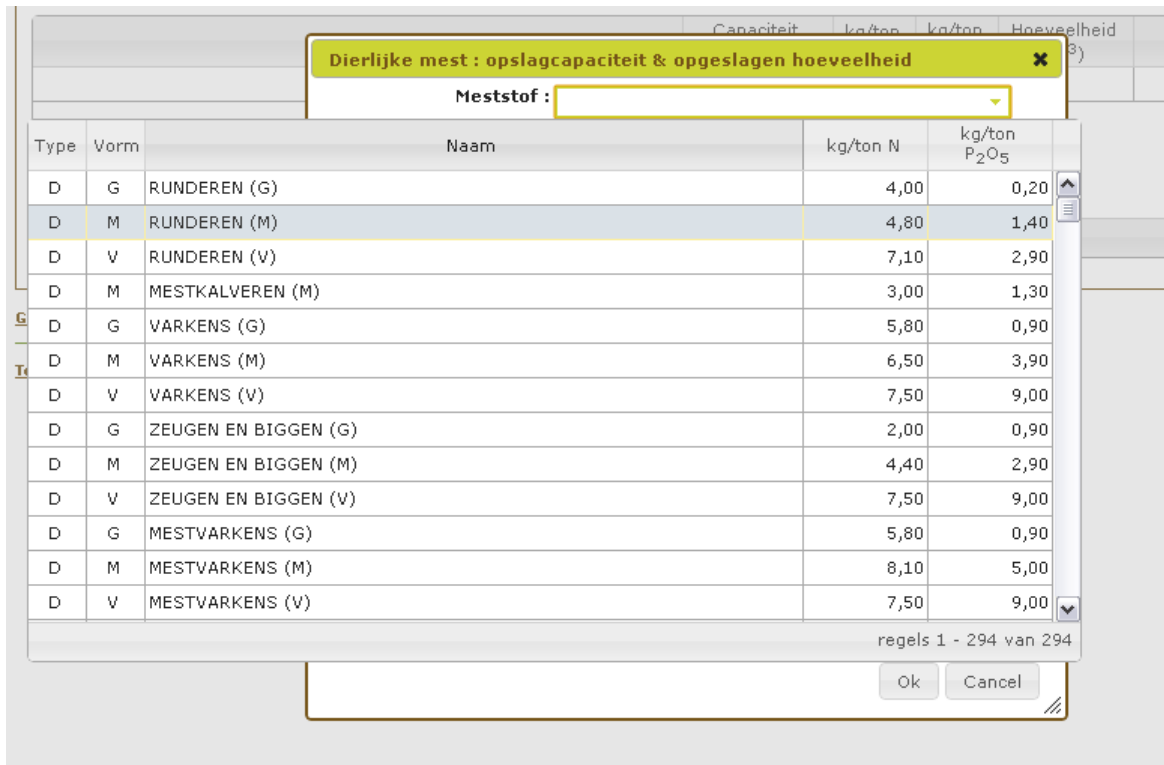 Capaciteit kg/ton kg/ton Hoeveelheid
Dierlijke mest : opslagcapaciteit & opgeslagen hoeveelheid
3)
Meststof :
Type Vorm Naam kg/ton N kg/ton P2O5
D G RUNDEREN (G) 4,00 0,20
D M RUNDEREN (M) 4,80 1,40
D V RUNDEREN (V) 7,10 2,90
D M MESTKALVEREN (M) 3,00 1,30
G
D G VARKENS (G) 5,80 0,90
D M VARKENS (M) 6,50 3,90
D V VARKENS (V) 7,50 9,00
D G ZEUGEN EN BIGGEN (G) 2,00 0,90
D M ZEUGEN EN BIGGEN (M) 4,40 2,90
D V ZEUGEN EN BIGGEN (V) 7,50 9,00
D G MESTVARKENS (G) 5,80 0,90
D M MESTVARKENS (M) 8,10 5,00
D V MESTVARKENS (V) 7,50 9,00
regels 1 - 294 van 294
Ok Cancel